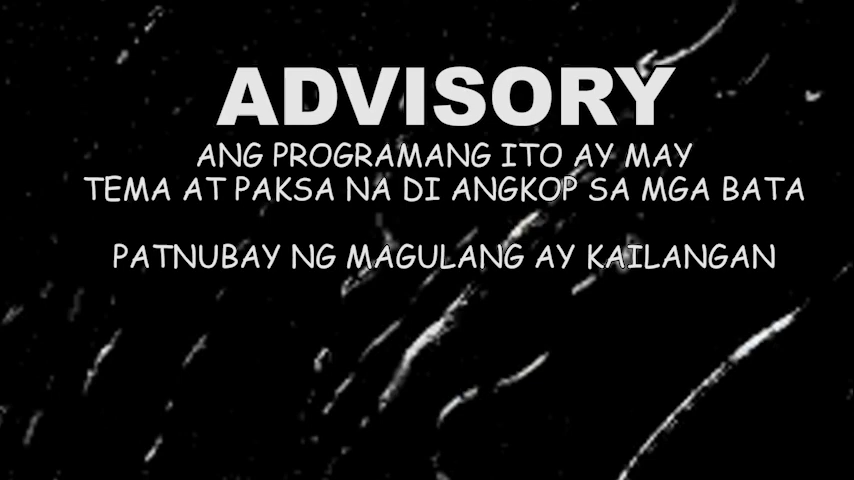 ADVISORY
ANG PROGRAMANG ITO AY MAY
TEMA AT PAKSA NA DI ANGKOP SA MGA BATA
PATNUBAY NG MAGULANG AY KAILANGAN